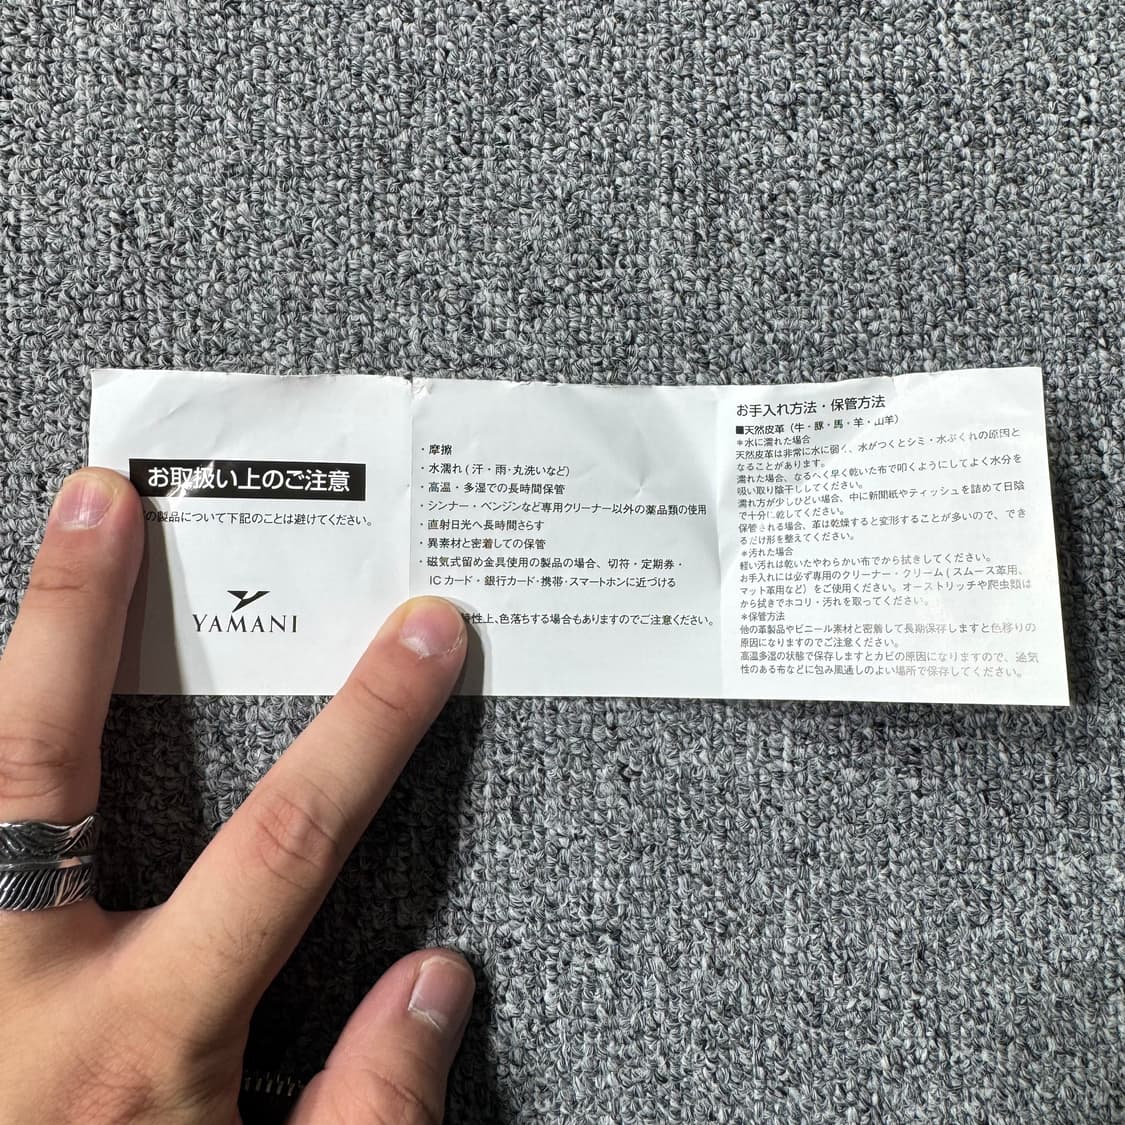 お取扱い上のご注意
の製品について下記のことは避けてください。
YAMANI
・摩擦
・水濡れ ( 汗・雨・丸洗いなど)
・高温・多湿での長時間保管
・シンナー・ベンジンなど専用クリーナー以外の薬品類の使用
・直射日光へ長時間さらす
・異素材と密着しての保管
・磁気式留め金具使用の製品の場合、切符・定期券・
IC カード・銀行カード・携帯・スマートホンに近づける
性上、色落ちする場合もありますのでご注意ください。
お手入れ方法・保管方法
■天然皮革（牛・豚・馬・羊・山羊）
＊水に濡れた場合
天然皮革は非常に水に弱く、水がつくとシミ・水ぶくれの原因と
なることがあります。
濡れた場合、なるべく早く乾いた布で叩くようにしてよく水分を
吸い取り陰干ししてください。
濡れ方が少しひどい場合、中に新聞紙やティッシュを詰めて日陰
で十分に乾してください。
保管される場合、革は乾燥すると変形することが多いので、でき
るだけ形を整えてください。
＊汚れた場合
軽い汚れは乾いたやわらかい布でから拭きしてください。
お手入れには必ず専用のクリーナー・クリーム ( スムース革用、
マット革用など）をご使用ください。オーストリッチや爬虫類は
から拭きでホコリ・汚れを取ってください。
＊保管方法
他の革製品やビニール素材と密着して長期保存しますと色移りの
原因になりますのでご注意ください。
高温多湿の状態で保存しますとカビの原因になりますので、通気
性のある布などに包み風通しのよい場所で保存してください。